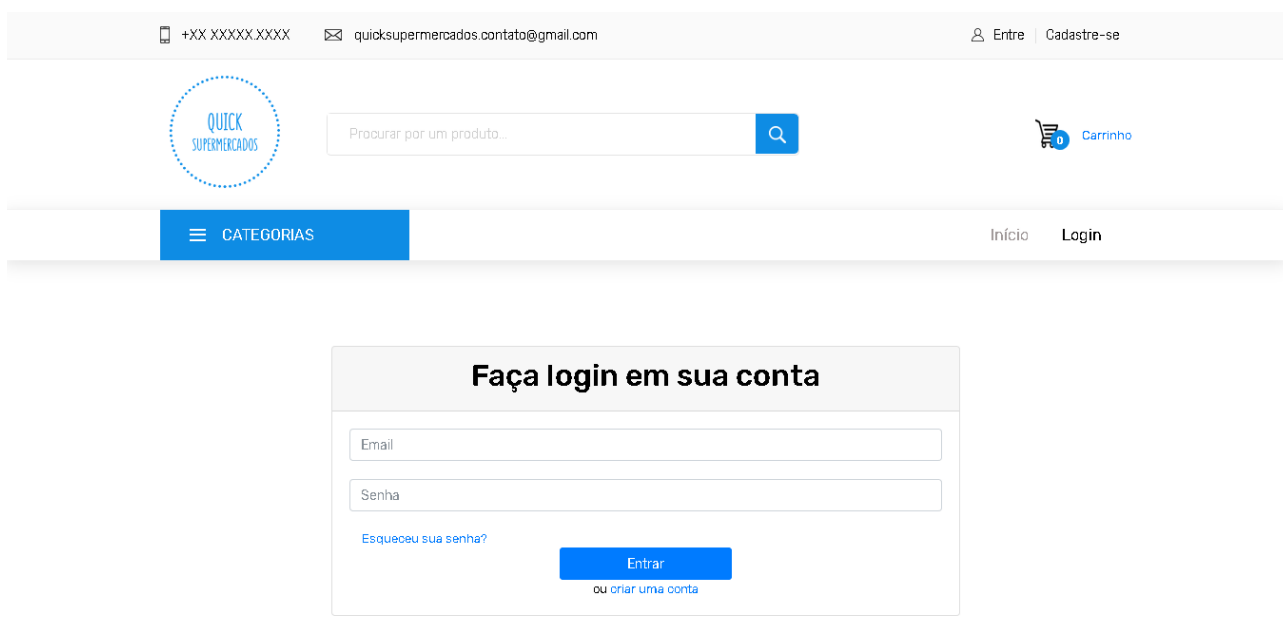 +XX XXXXX.XXXX quicksupermercados.contato@gmail.com Entre Cadastre-se
QUICK
SUPERMERCADOS
Procurar por um produto...
0 Carrinho
CATEGORIAS Início Login
Faça login em sua conta
Email
Senha
Esqueceu sua senha?
Entrar
ou criar uma conta